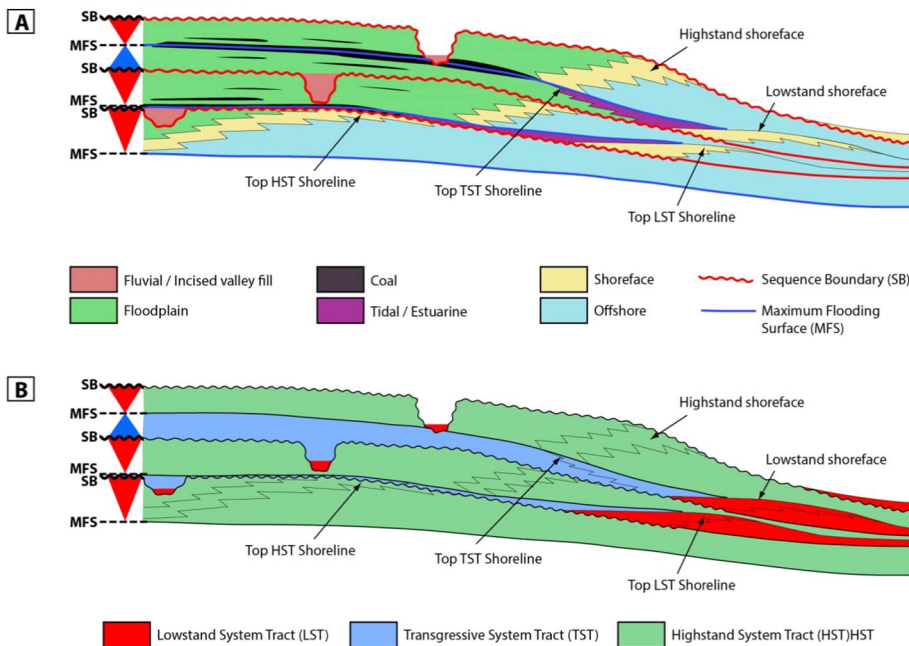 A
SB
MFS
SB
MFS
SB
MFS
Highstand shoreface
Lowstand shoreface
Top HST Shoreline
Top TST Shoreline
Top LST Shoreline
Fluvial / Incised valley fill
Coal
Shoreface
Sequence Boundary (SB)
Floodplain
Tidal / Estuarine
Offshore
Maximum Flooding
Surface (MFS)
B
SB
MFS
SB
MFS
SB
MFS
Highstand shoreface
Lowstand shoreface
Top HST Shoreline
Top TST Shoreline
Top LST Shoreline
Lowstand System Tract (LST)
Transgressive System Tract (TST)
Highstand System Tract (HST)HST